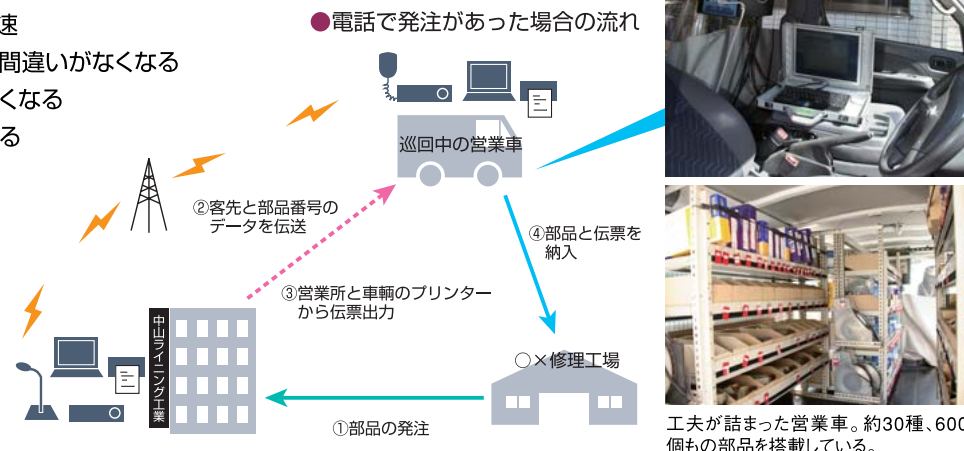 速
間違いがなくなる
くなる
る
●電話で発注があった場合の流れ
巡回中の営業車
②客先と部品番号の
データを伝送
③営業所と車輌のプリンター
から伝票出力
④部品と伝票を
納入
中山ライニング工業
○×修理工場
①部品の発注
工夫が詰まった営業車。約30種、600
個もの部品を搭載している。